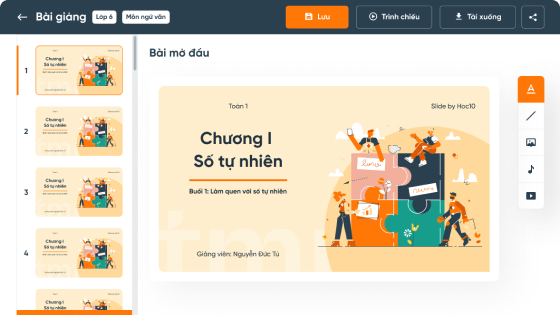 Bài giảng
Lớp 6
Môn ngữ văn
Lưu
Trình chiếu
Tải xuống
Bài mở đầu
1
Chương I
Số tự nhiên
2
Chương I
Số tự nhiên
3
Chương I
Số tự nhiên
4
Chương I
Số tự nhiên
Chương I
Toán 1
Slide by Hoc10
Chương I
Số tự nhiên
Buổi 1: Làm quen với số tự nhiên
Giảng viên: Nguyễn Đức Tú
A